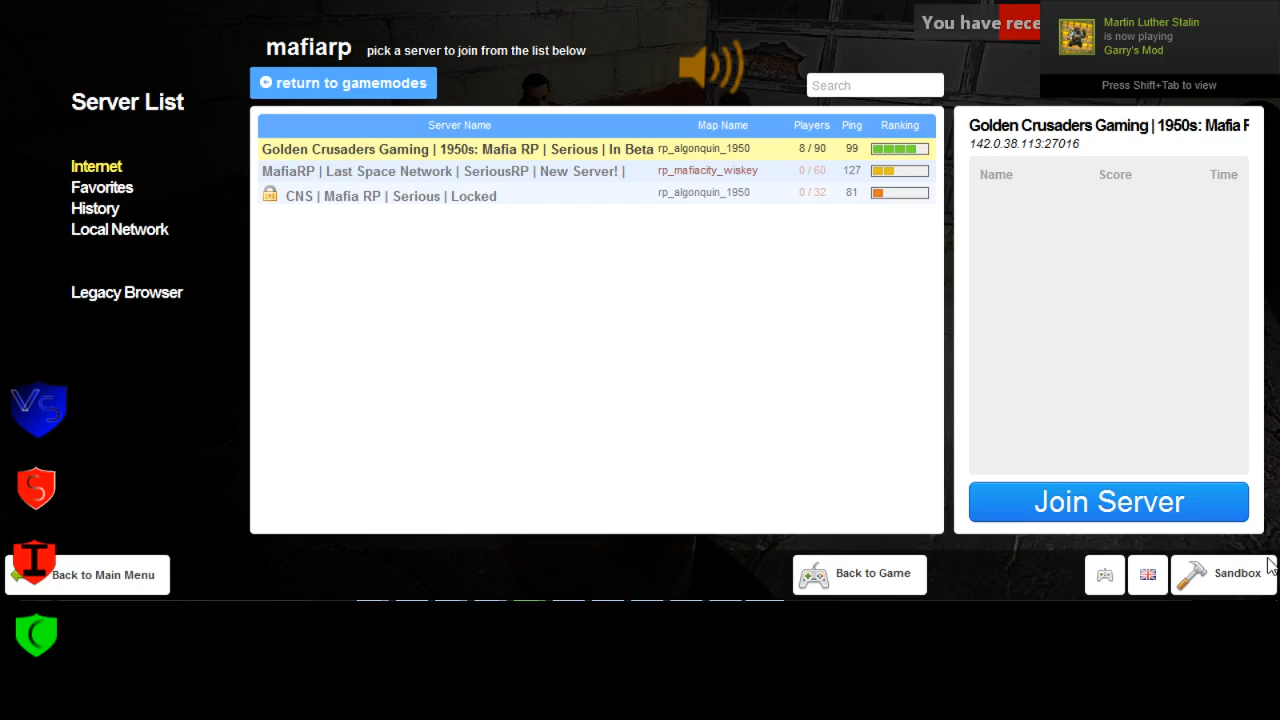 You have rece
Martin Luther Stalin
is now playing
Garry's Mod
Press Shift+Tab to view
mafiarp pick a server to join from the list below
return to gamemodes
Search
Server List
Internet
Favorites
History
Local Network
Legacy Browser
Server Name Map Name Players Ping Ranking
Golden Crusaders Gaming | 1950s: Mafia RP | Serious | In Beta rp_algonquin_1950 8 / 90 99
MafiaRP | Last Space Network | SeriousRP | New Server! | rp_mafiacity_wiskey 0 / 60 127
CNS | Mafia RP | Serious | Locked rp_algonquin_1950 0 / 32 81
Golden Crusaders Gaming | 1950s: Mafia F
142.0.38.113:27016
Name Score Time
Join Server
VS
S
I
C
Back to Main Menu
Back to Game
Sandbox